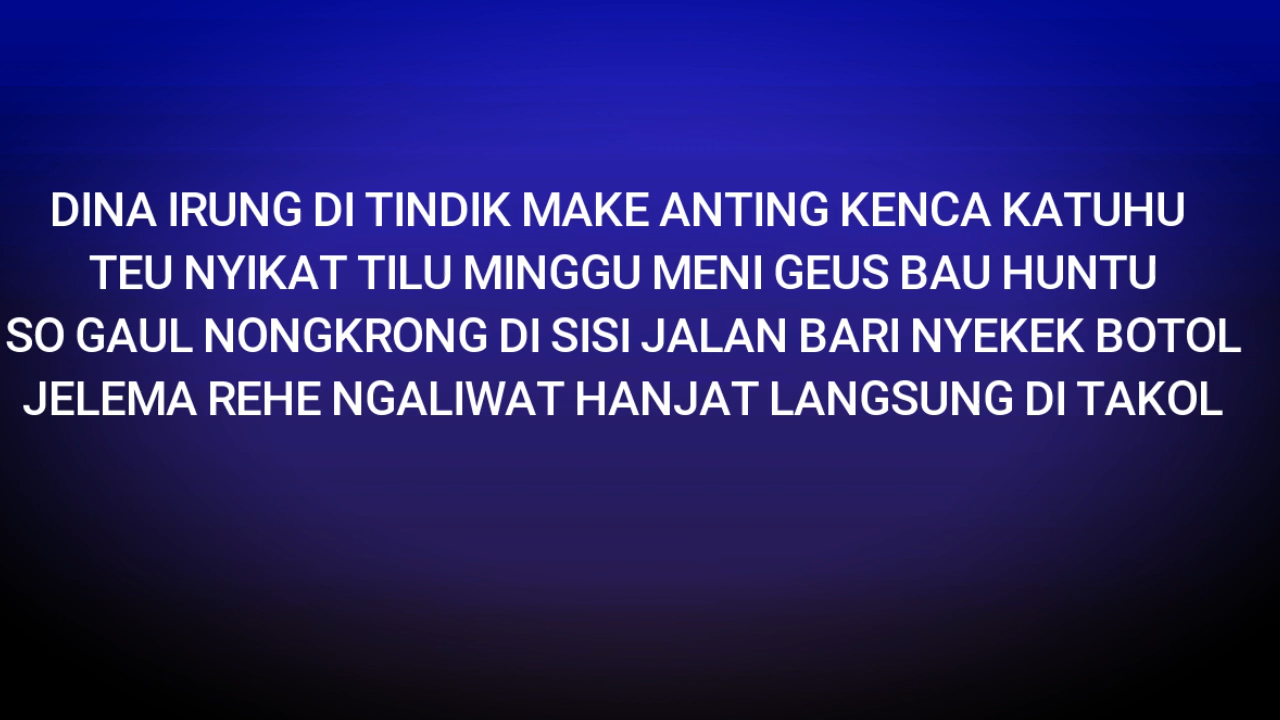 DINA IRUNG DI TINDIK MAKE ANTING KENCA KATUHU
TEU NYIKAT TILU MINGGU MENI GEUS BAU HUNTU
SO GAUL NONGKRONG DI SISI JALAN BARI NYEKEK BOTOL
JELEMA REHE NGALIWAT HANJAT LANGSUNG DI TAKOL